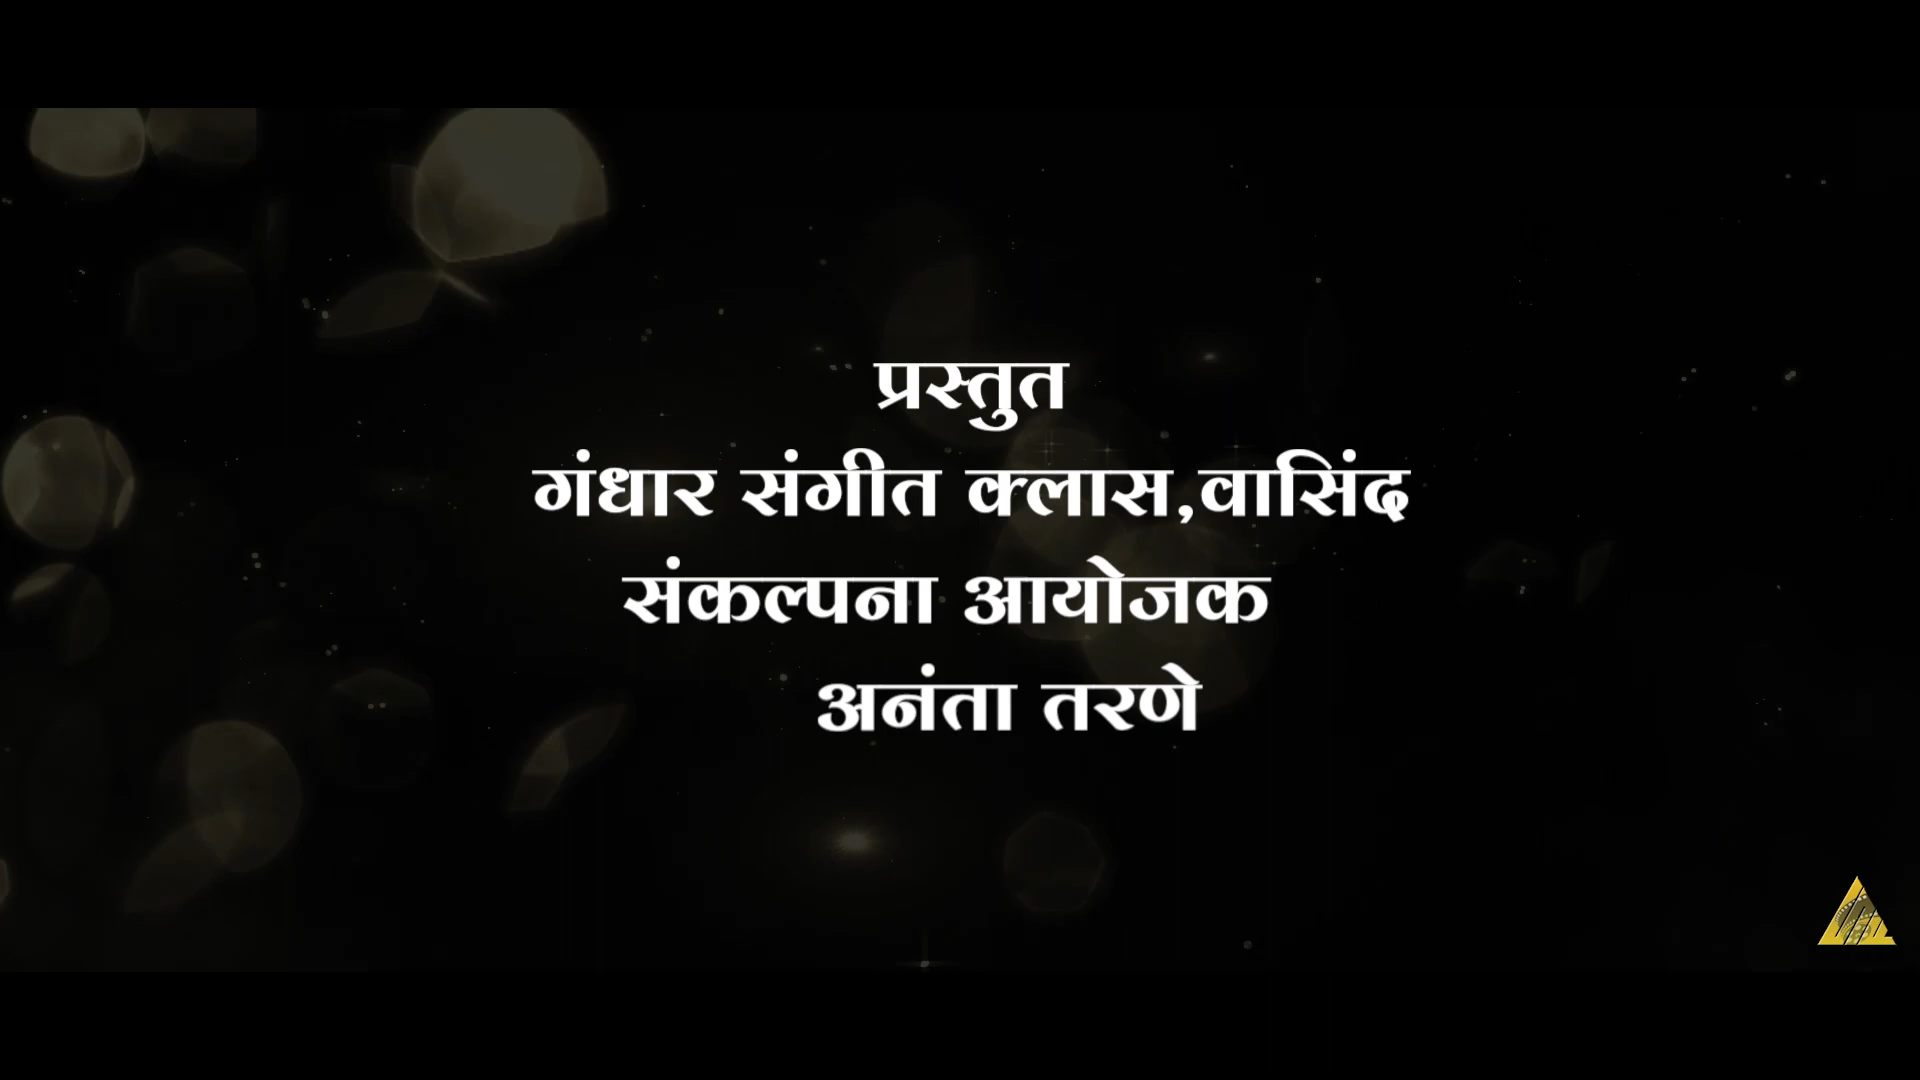 प्रस्तुत
गंधार संगीत क्लास,वासिंद
संकल्पना आयोजक
अनंता तरणे